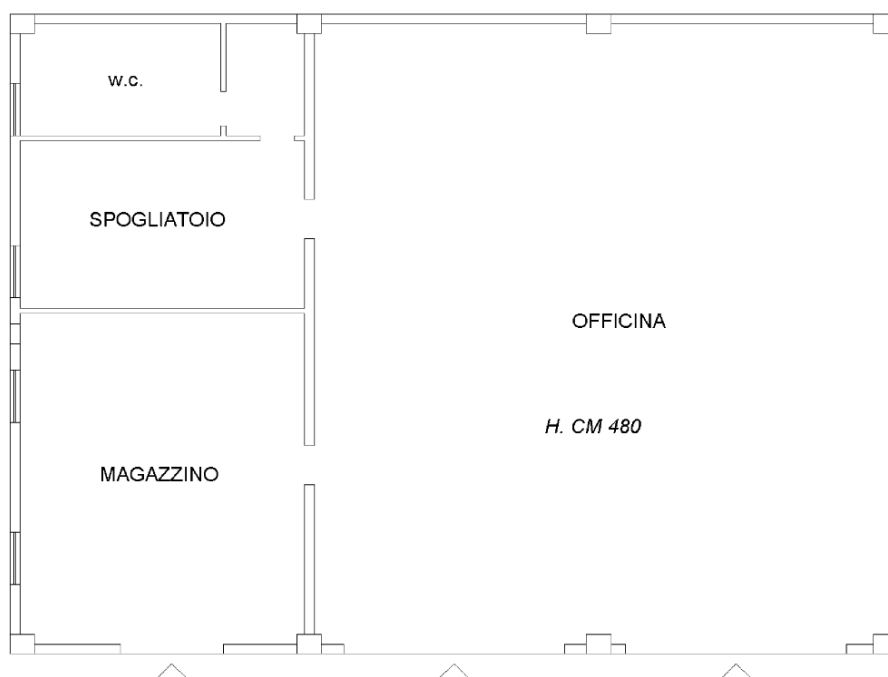 w.c.
SPOGLIATOIO
OFFICINA
H. CM 480
MAGAZZINO